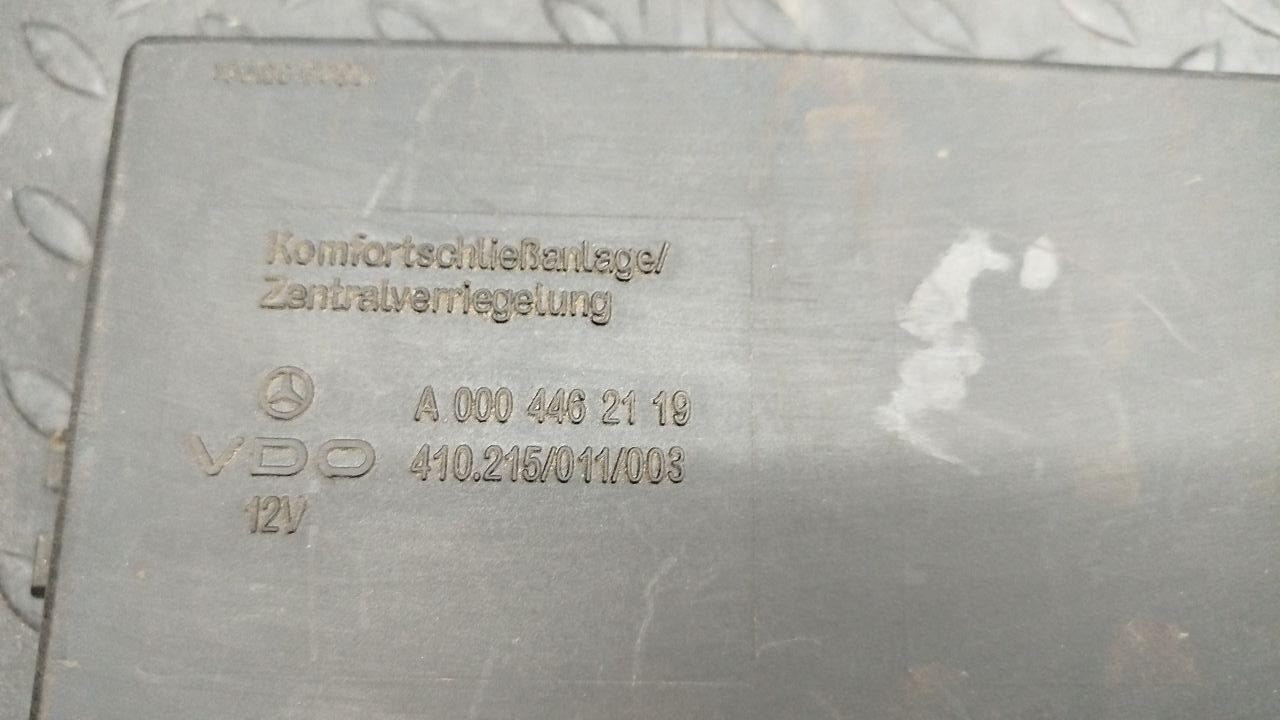 Komfortschließanlage/
Zentralverriegelung
A 000 446 21 19
VDO 410.215/011/003
12V